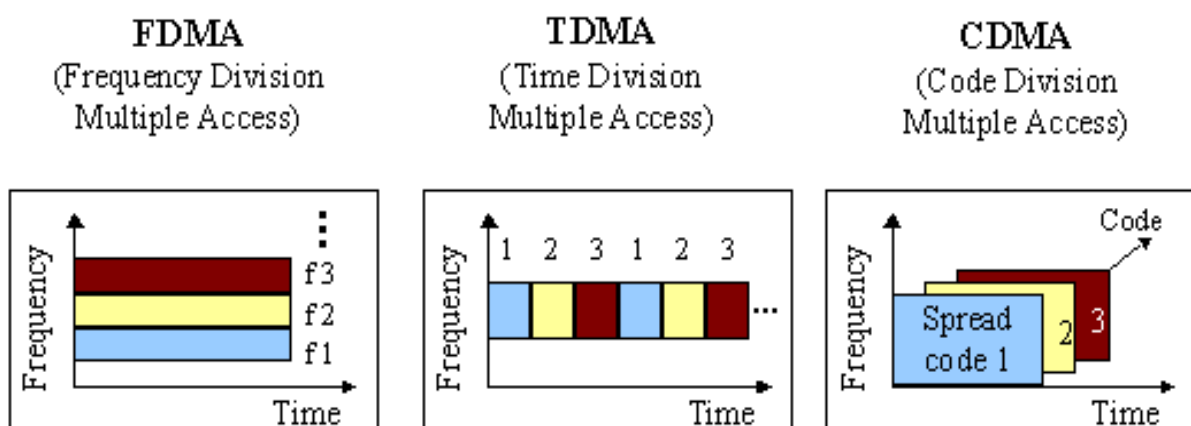 FDMA
(Frequency Division
Multiple Access)
TDMA
(Time Division
Multiple Access)
CDMA
(Code Division
Multiple Access)
Frequency
f3
f2
f1
Time
Frequency
1 2 3 1 2 3
...
Time
Frequency
Code
Spread
code 1
2
3
Time